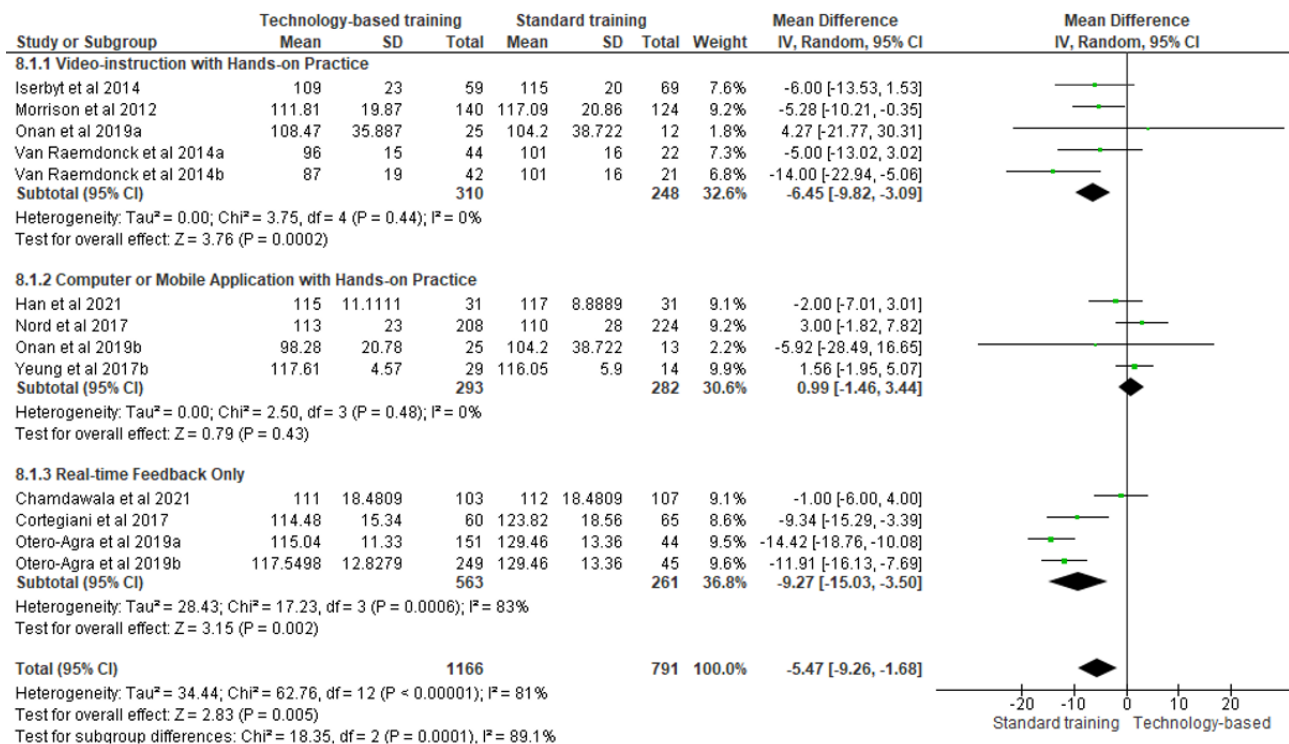 Technology-based training Standard training Mean Difference Mean Difference
Study or Subgroup Mean SD Total Mean SD Total Weight IV, Random, 95% CI IV, Random, 95% CI
8.1.1 Video-instruction with Hands-on Practice
Iserbyt et al 2014 109 23 59 115 20 69 7.6% -6.00 [-13.53, 1.53]
Morrison et al 2012 111.81 19.87 140 117.09 20.86 124 9.2% -5.28 [-10.21, -0.35]
Onan et al 2019a 108.47 35.887 25 104.2 38.722 12 1.8% 4.27 [-21.77, 30.31]
Van Raemdonck et al 2014a 96 15 44 101 16 22 7.3% -5.00 [-13.02, 3.02]
Van Raemdonck et al 2014b 87 19 42 101 16 21 6.8% -14.00 [-22.94, -5.06]
Subtotal (95% CI) 310 248 32.6% -6.45 [-9.82, -3.09]
Heterogeneity: Tau² = 0.00; Chi² = 3.75, df = 4 (P = 0.44); I² = 0%
Test for overall effect: Z = 3.76 (P = 0.0002)
8.1.2 Computer or Mobile Application with Hands-on Practice
Han et al 2021 115 11.1111 31 117 8.8889 31 9.1% -2.00 [-7.01, 3.01]
Nord et al 2017 113 23 208 110 28 224 9.2% 3.00 [-1.82, 7.82]
Onan et al 2019b 98.28 20.78 25 104.2 38.722 13 2.2% -5.92 [-28.49, 16.65]
Yeung et al 2017b 117.61 4.57 29 116.05 5.9 14 9.9% 1.56 [-1.95, 5.07]
Subtotal (95% CI) 293 282 30.6% 0.99 [-1.46, 3.44]
Heterogeneity: Tau² = 0.00; Chi² = 2.50, df = 3 (P = 0.48); I² = 0%
Test for overall effect: Z = 0.79 (P = 0.43)
8.1.3 Real-time Feedback Only
Chamdawala et al 2021 111 18.4809 103 112 18.4809 107 9.1% -1.00 [-6.00, 4.00]
Cortegiani et al 2017 114.48 15.34 60 123.82 18.56 65 8.6% -9.34 [-15.29, -3.39]
Otero-Agra et al 2019a 115.04 11.33 151 129.46 13.36 44 9.5% -14.42 [-18.76, -10.08]
Otero-Agra et al 2019b 117.5498 12.8279 249 129.46 13.36 45 9.6% -11.91 [-16.13, -7.69]
Subtotal (95% CI) 563 261 36.8% -9.27 [-15.03, -3.50]
Heterogeneity: Tau² = 28.43; Chi² = 17.23, df = 3 (P = 0.0006); I² = 83%
Test for overall effect: Z = 3.15 (P = 0.002)
Total (95% CI) 1166 791 100.0% -5.47 [-9.26, -1.68]
Heterogeneity: Tau² = 34.44; Chi² = 62.76, df = 12 (P < 0.00001); I² = 81%
Test for overall effect: Z = 2.83 (P = 0.005)
Test for subgroup differences: Chi² = 18.35, df = 2 (P = 0.0001), I² = 89.1%
-20 -10 0 10 20
Standard training Technology-based